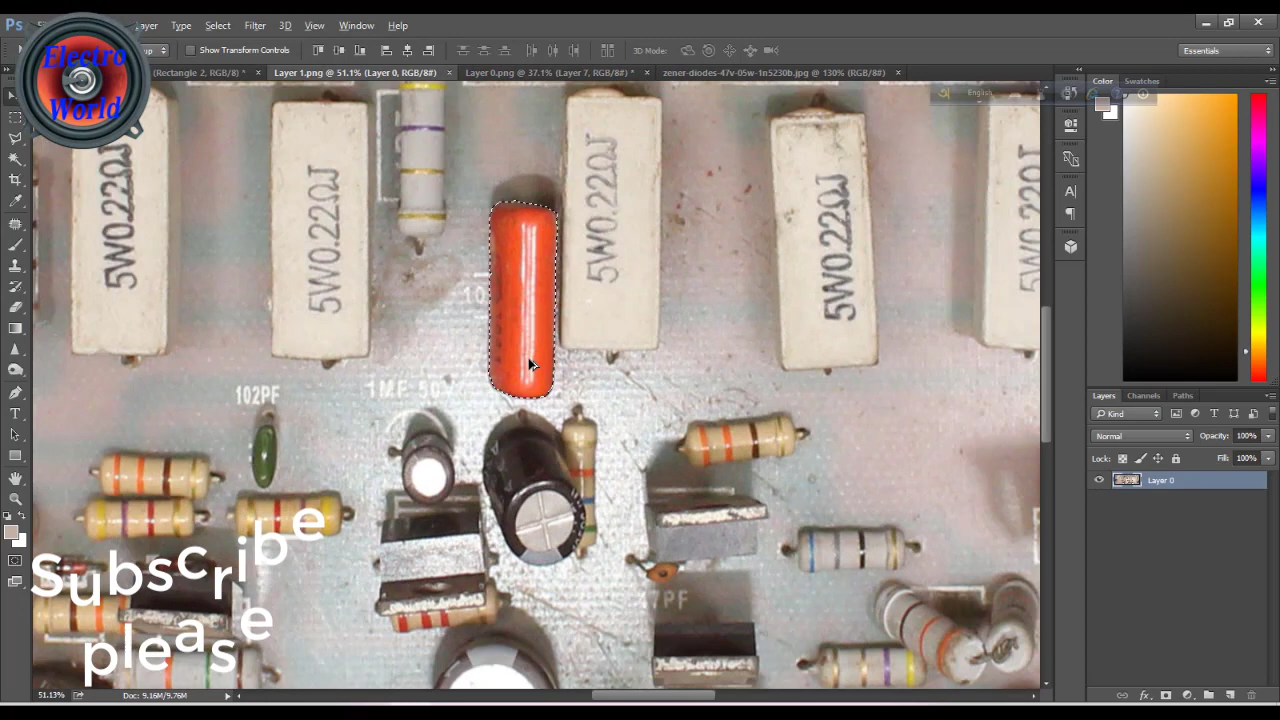 Ps
Layer Type Select Filter 3D View Window Help
Show Transform Controls
3D Mode:
Essentials
(Rectangle 2, RGB/8) * ×
Layer 1.png @ 51.1% (Layer 0, RGB/8#) ×
Layer 0.png @ 37.1% (Layer 7, RGB/8#) * ×
zener-diodes-47v-05w-1n5230b.jpg @ 130% (RGB/8#) ×
Electro
World
English
Color Swatches
5W0.22ΩJ
5W0.22ΩJ
5W0.22ΩJ
5W0.22ΩJ
102PF
1MF 50
Subscribe
please
Layers Channels Paths
Kind
Normal Opacity: 100%
Lock: Fill: 100%
Layer 0
fx
51.13% Doc: 9.16M/9.76M